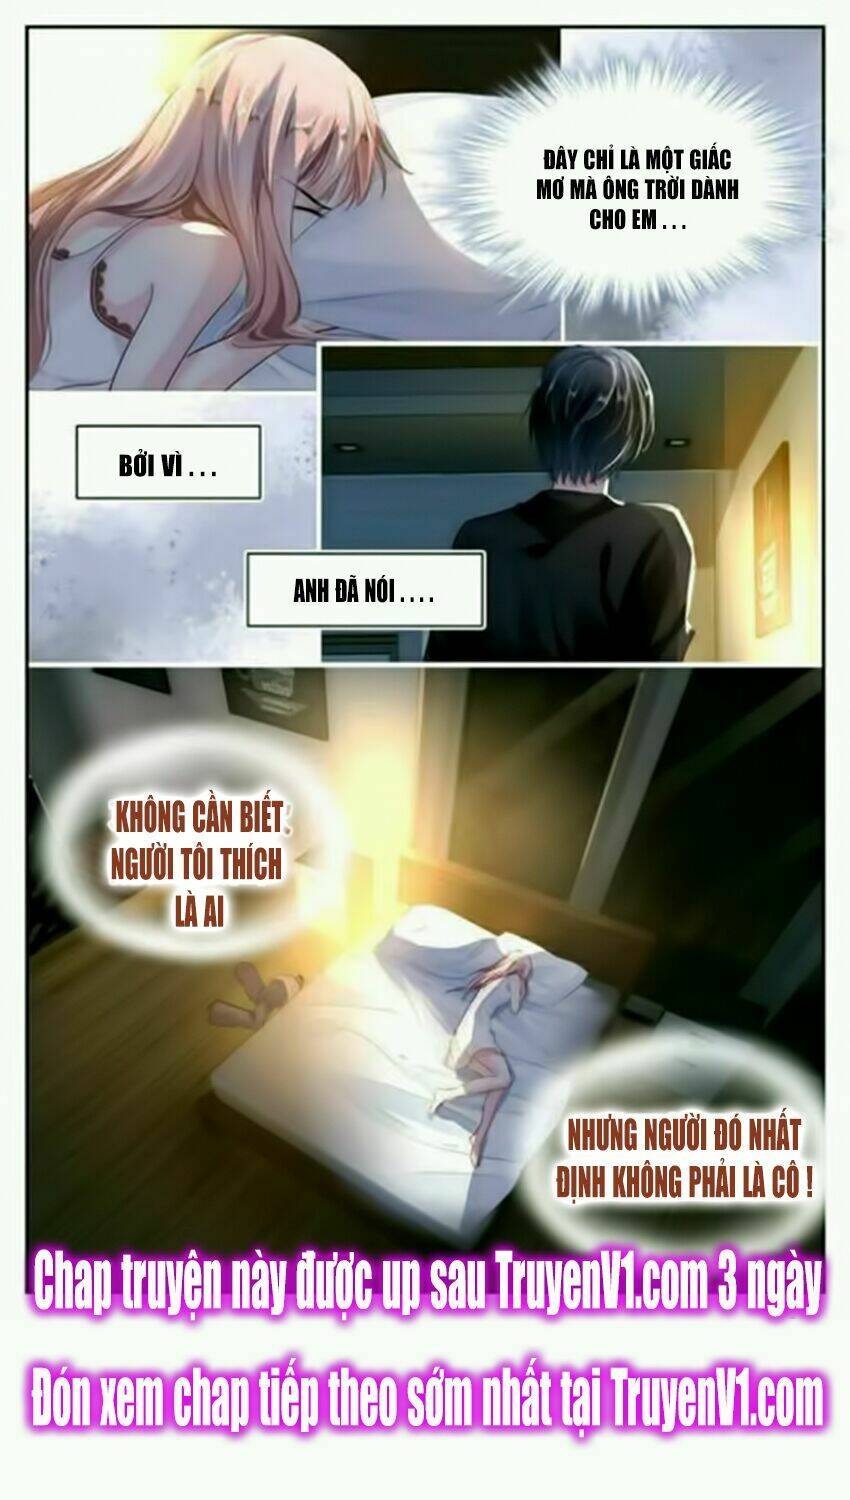 ĐÂY CHỈ LÀ MỘT GIẤC
MƠ MÀ ÔNG TRỜI DÀNH
CHO EM . . .
BỞI VÌ . . .
ANH ĐÃ NÓI . . . .
KHÔNG CẦN BIẾT
NGƯỜI TÔI THÍCH
LÀ AI
NHƯNG NGƯỜI ĐÓ NHẤT
ĐỊNH KHÔNG PHẢI LÀ CÔ !
Chap truyện này được up sau TruyenV1.com 3 ngày
Đón xem chap tiếp theo sớm nhất tại TruyenV1.com